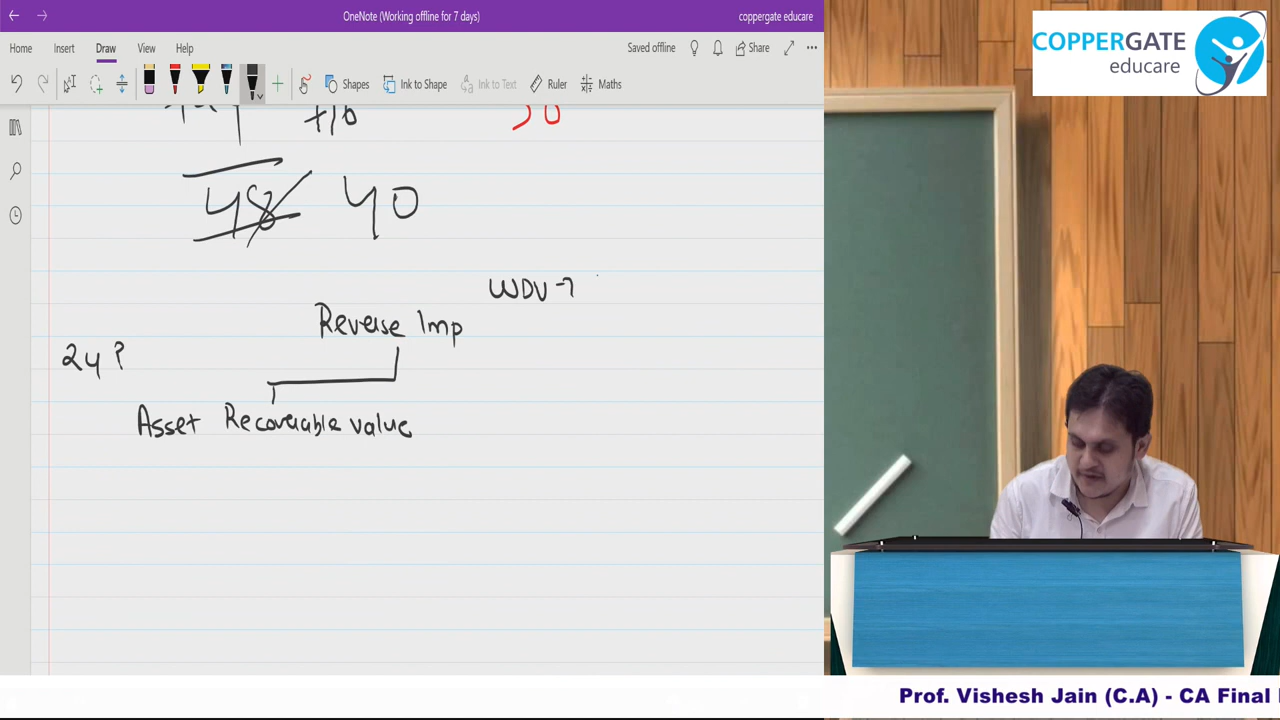 OneNote (Working offline for 7 days)
coppergate educare
Home Insert Draw View Help
Saved offline
Share
Shapes Ink to Shape Ink to Text Ruler Maths
COPPERGATE
educare
+10
50
48 40
WDV →
Reverse Imp
24 ?
Asset Recoverable value
Prof. Vishesh Jain (C.A) - CA Final